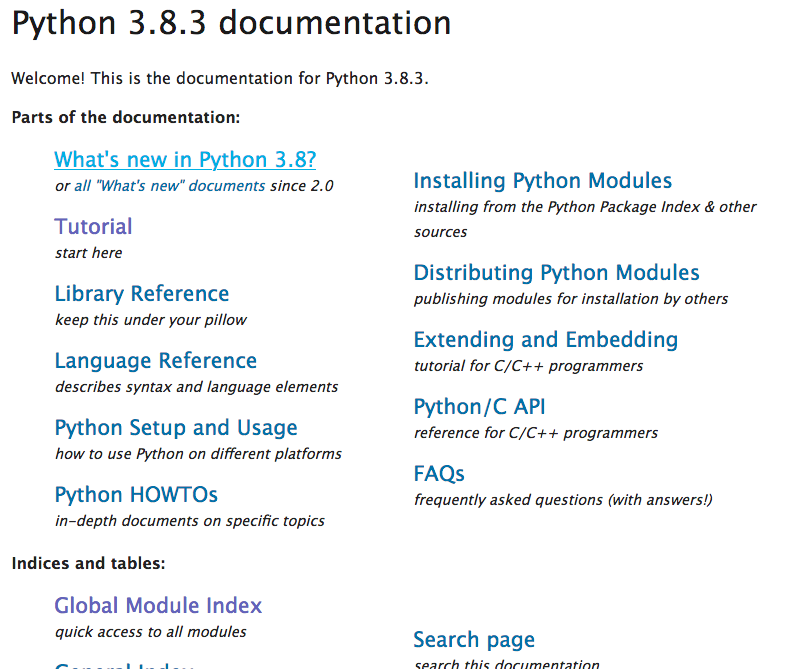 Python 3.8.3 documentation
Welcome! This is the documentation for Python 3.8.3.
Parts of the documentation:
What's new in Python 3.8?
or all "What's new" documents since 2.0
Tutorial
start here
Library Reference
keep this under your pillow
Language Reference
describes syntax and language elements
Python Setup and Usage
how to use Python on different platforms
Python HOWTOs
in-depth documents on specific topics
Installing Python Modules
installing from the Python Package Index & other
sources
Distributing Python Modules
publishing modules for installation by others
Extending and Embedding
tutorial for C/C++ programmers
Python/C API
reference for C/C++ programmers
FAQs
frequently asked questions (with answers!)
Indices and tables:
Global Module Index
quick access to all modules
General Index
Search page
search this documentation